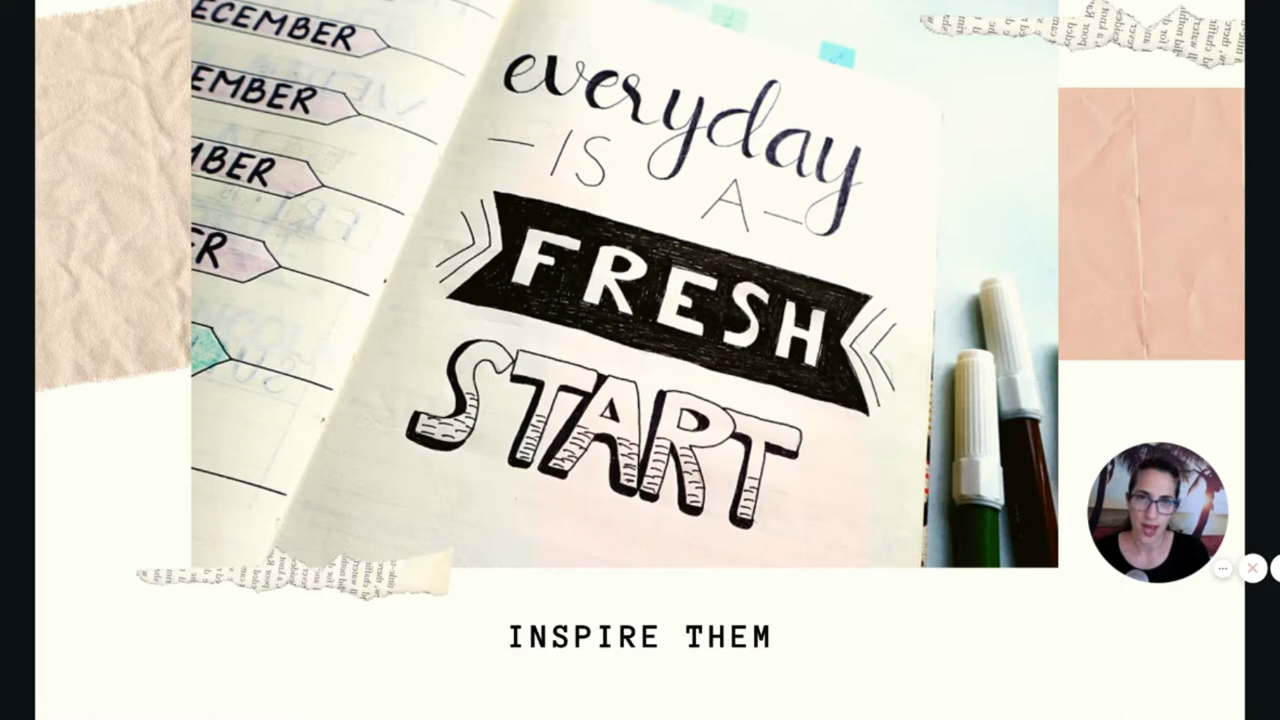 ECEMBER
EMBER
MBER
ER
everyday
— IS A —
FRESH
START
INSPIRE THEM